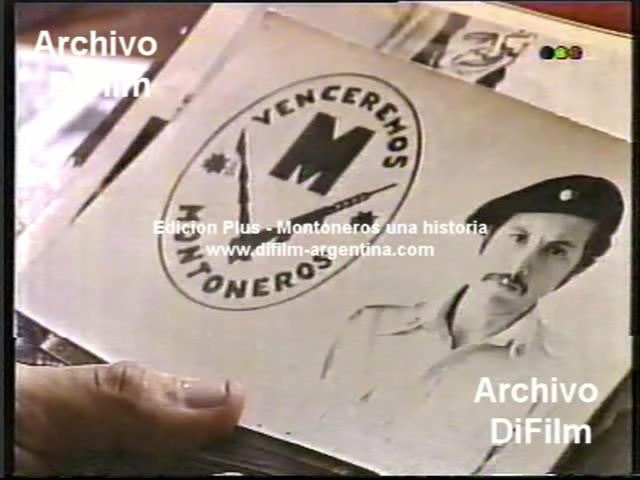 Archivo
DiFilm
VENCEREMOS
M
MONTONEROS
Edicion Plus - Montoneros una historia
www.difilm-argentina.com
Archivo
DiFilm